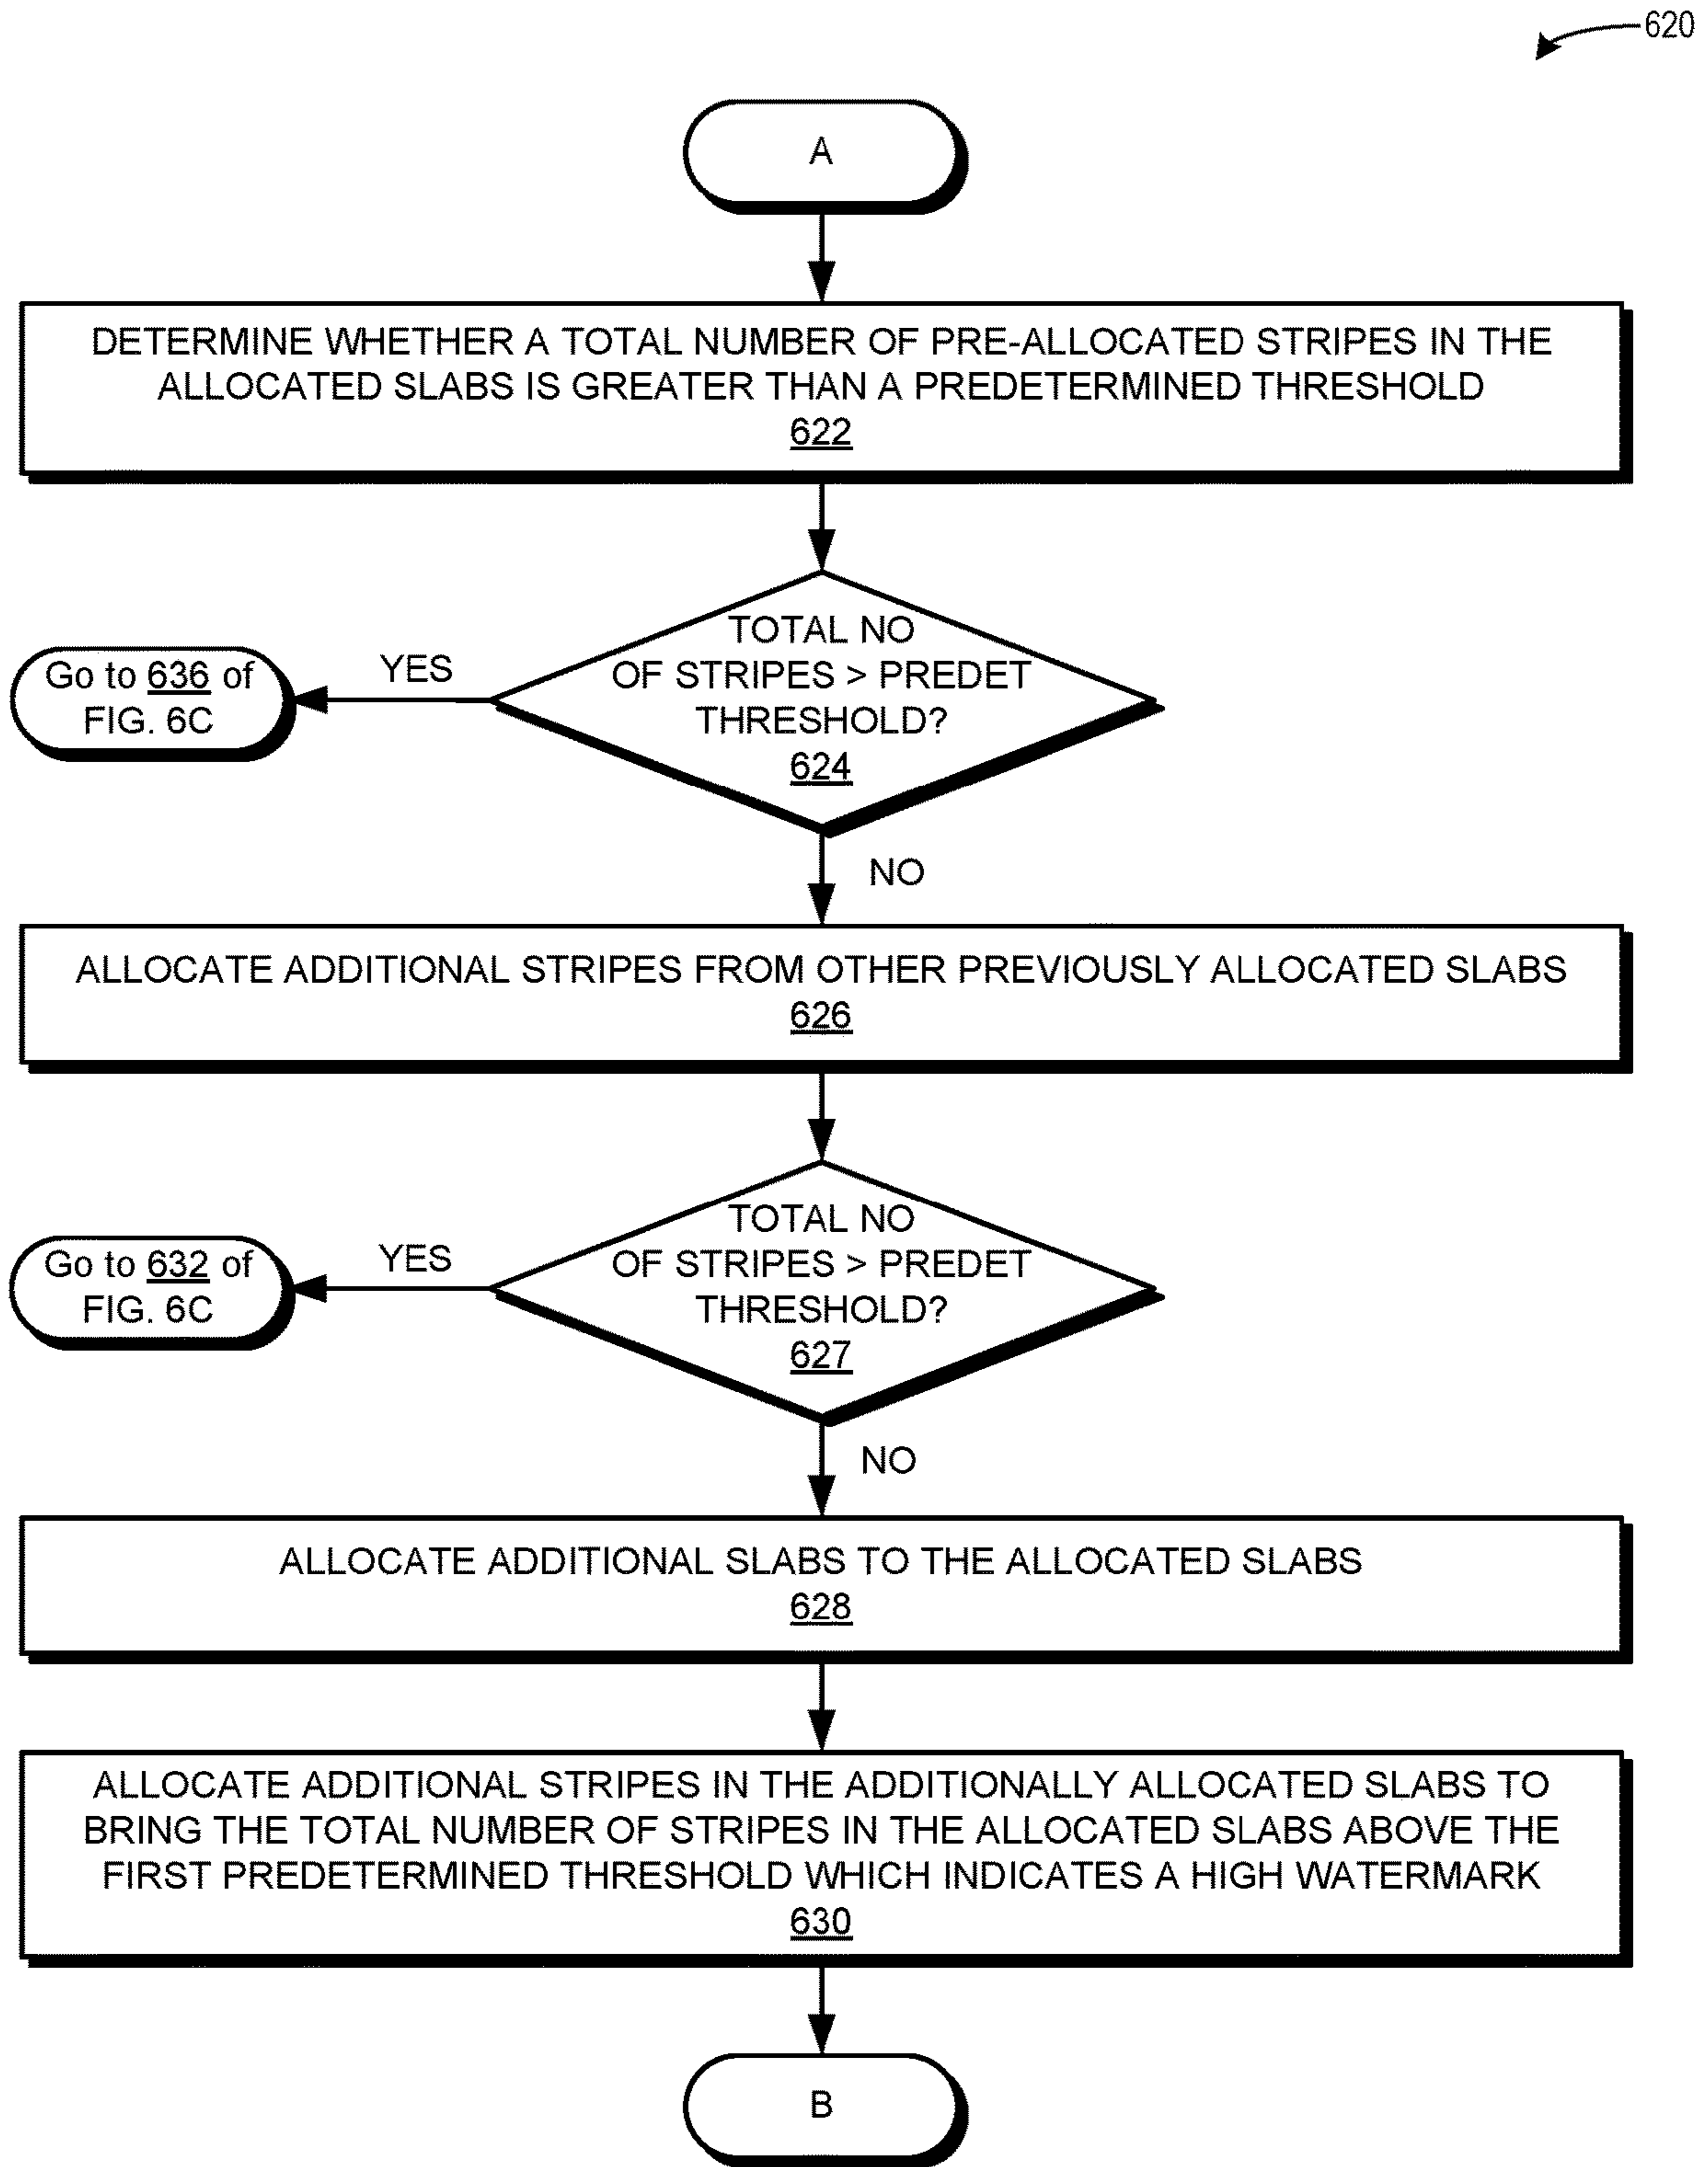 620
A
DETERMINE WHETHER A TOTAL NUMBER OF PRE-ALLOCATED STRIPES IN THE
ALLOCATED SLABS IS GREATER THAN A PREDETERMINED THRESHOLD
622
TOTAL NO
OF STRIPES > PREDET
THRESHOLD?
624
YES
Go to 636 of
FIG. 6C
NO
ALLOCATE ADDITIONAL STRIPES FROM OTHER PREVIOUSLY ALLOCATED SLABS
626
TOTAL NO
OF STRIPES > PREDET
THRESHOLD?
627
YES
Go to 632 of
FIG. 6C
NO
ALLOCATE ADDITIONAL SLABS TO THE ALLOCATED SLABS
628
ALLOCATE ADDITIONAL STRIPES IN THE ADDITIONALLY ALLOCATED SLABS TO
BRING THE TOTAL NUMBER OF STRIPES IN THE ALLOCATED SLABS ABOVE THE
FIRST PREDETERMINED THRESHOLD WHICH INDICATES A HIGH WATERMARK
630
B